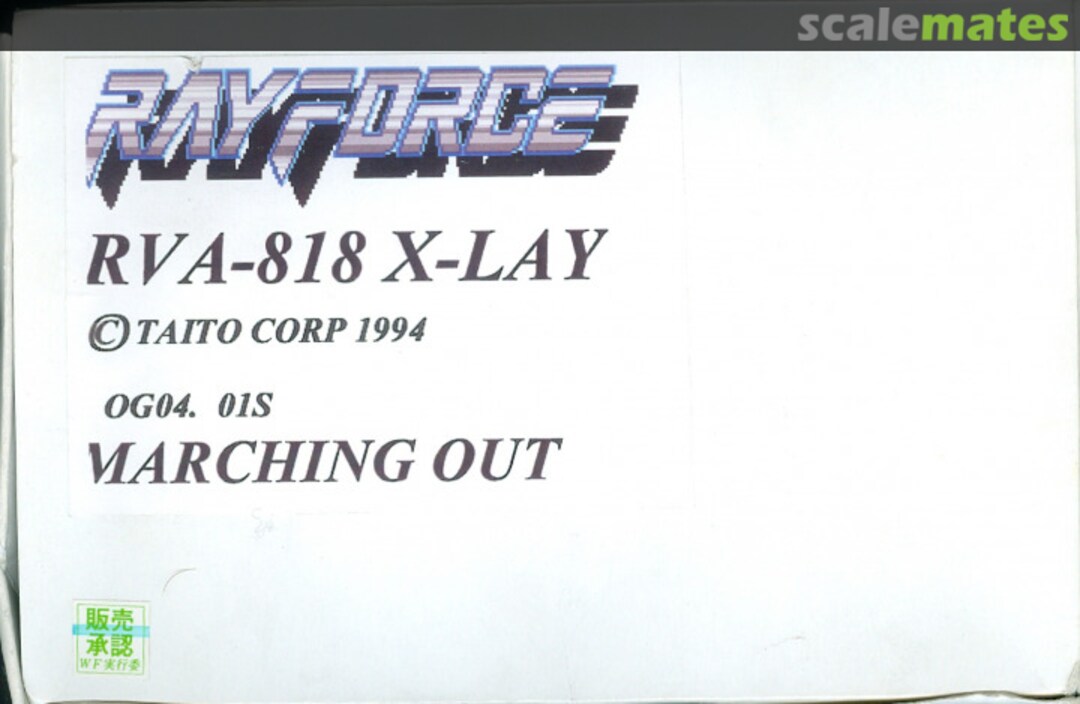 scalemates
RAYFORCE
RVA-818 X-LAY
©TAITO CORP 1994
OG04. 01S
MARCHING OUT
販売
承認
WF実行委